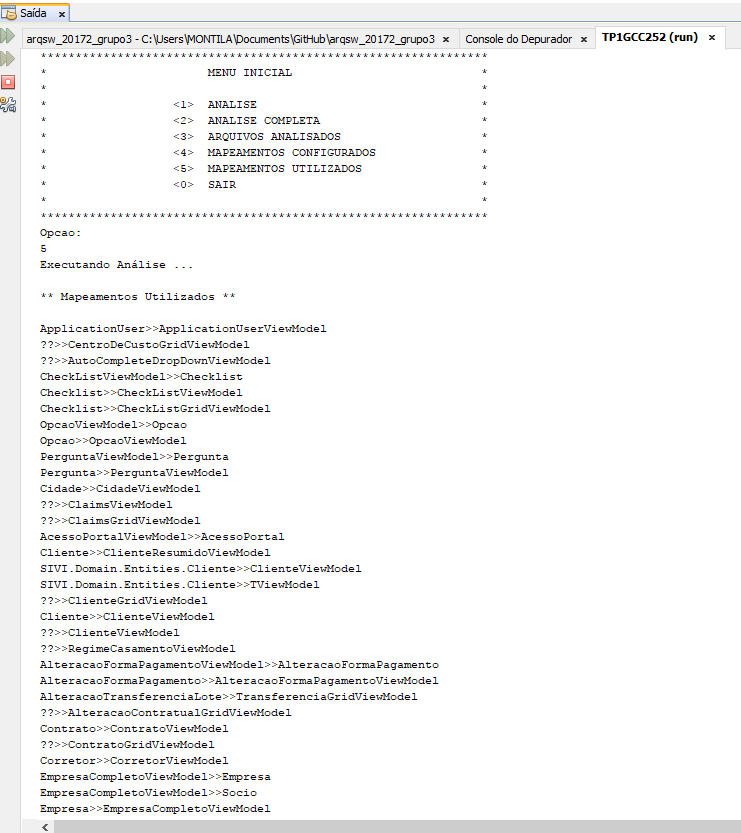 Saída x
arqsw_20172_grupo3 - C:\Users\MONTILA\Documents\GitHub\arqsw_20172_grupo3 x Console do Depurador x TP1GCC252 (run) x
****************************************************************
* MENU INICIAL *
* *
* <1> ANALISE *
* <2> ANALISE COMPLETA *
* <3> ARQUIVOS ANALISADOS *
* <4> MAPEAMENTOS CONFIGURADOS *
* <5> MAPEAMENTOS UTILIZADOS *
* <0> SAIR *
* *
****************************************************************
Opcao:
5
Executando Análise ...
** Mapeamentos Utilizados **
ApplicationUser>>ApplicationUserViewModel
??>>CentroDeCustoGridViewModel
??>>AutoCompleteDropDownViewModel
CheckListViewModel>>Checklist
Checklist>>CheckListViewModel
Checklist>>CheckListGridViewModel
OpcaoViewModel>>Opcao
Opcao>>OpcaoViewModel
PerguntaViewModel>>Pergunta
Pergunta>>PerguntaViewModel
Cidade>>CidadeViewModel
??>>ClaimsViewModel
??>>ClaimsGridViewModel
AcessoPortalViewModel>>AcessoPortal
Cliente>>ClienteResumidoViewModel
SIVI.Domain.Entities.Cliente>>ClienteViewModel
SIVI.Domain.Entities.Cliente>>TViewModel
??>>ClienteGridViewModel
Cliente>>ClienteViewModel
??>>ClienteViewModel
??>>RegimeCasamentoViewModel
AlteracaoFormaPagamentoViewModel>>AlteracaoFormaPagamento
AlteracaoFormaPagamento>>AlteracaoFormaPagamentoViewModel
AlteracaoTransferenciaLote>>TransferenciaGridViewModel
??>>AlteracaoContratualGridViewModel
Contrato>>ContratoViewModel
??>>ContratoGridViewModel
Corretor>>CorretorViewModel
EmpresaCompletoViewModel>>Empresa
EmpresaCompletoViewModel>>Socio
Empresa>>EmpresaCompletoViewModel